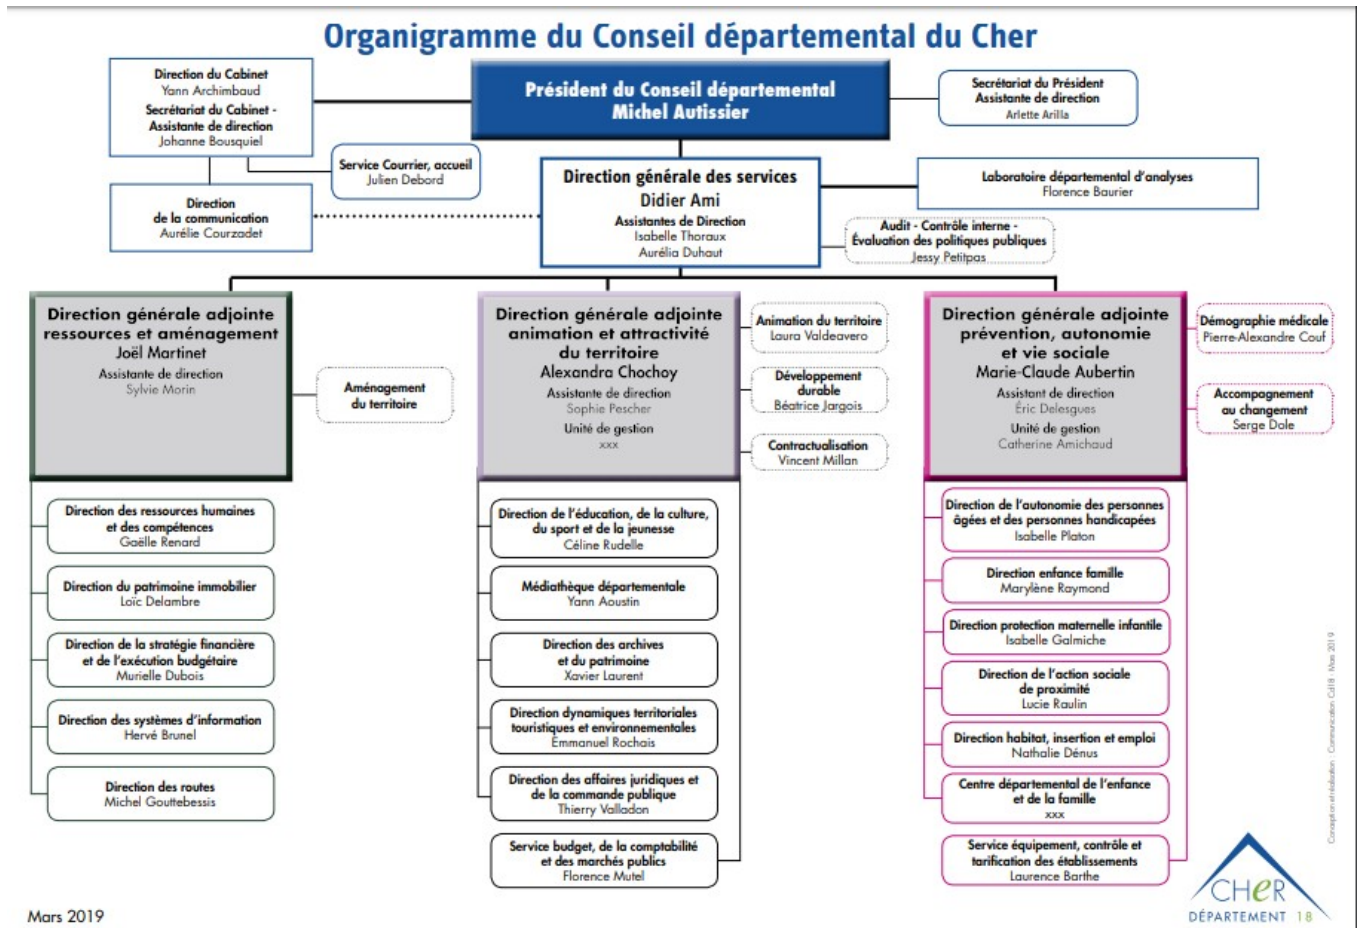 Organigramme du Conseil départemental du Cher
Direction du Cabinet
Yann Archimbaud
Secrétariat du Cabinet -
Assistante de direction
Johanne Bousquiel
Président du Conseil départemental
Michel Autissier
Secrétariat du Président
Assistante de direction
Arlette Arilla
Service Courrier, accueil
Julien Debord
Direction
de la communication
Aurélie Courzadet
Direction générale des services
Didier Ami
Assistantes de Direction
Isabelle Thoraux
Aurélia Duhaut
Laboratoire départemental d'analyses
Florence Baurier
Audit - Contrôle interne -
Évaluation des politiques publiques
Jessy Petitpas
Direction générale adjointe
ressources et aménagement
Joël Martinet
Assistante de direction
Sylvie Morin
Aménagement
du territoire
Direction des ressources humaines
et des compétences
Gaëlle Renard
Direction du patrimoine immobilier
Loïc Delambre
Direction de la stratégie financière
et de l'exécution budgétaire
Murielle Dubois
Direction des systèmes d'information
Hervé Brunel
Direction des routes
Michel Gouttebessis
Direction générale adjointe
animation et attractivité
du territoire
Alexandra Chochoy
Assistante de direction
Sophie Pescher
Unité de gestion
xxx
Animation du territoire
Laura Valdeavero
Développement
durable
Béatrice Jargois
Contractualisation
Vincent Millan
Direction de l'éducation, de la culture,
du sport et de la jeunesse
Céline Rudelle
Médiathèque départementale
Yann Aoustin
Direction des archives
et du patrimoine
Xavier Laurent
Direction dynamiques territoriales
touristiques et environnementales
Emmanuel Rochais
Direction des affaires juridiques et
de la commande publique
Thierry Valladon
Service budget, de la comptabilité
et des marchés publics
Florence Mutel
Direction générale adjointe
prévention, autonomie
et vie sociale
Marie-Claude Aubertin
Assistant de direction
Éric Delesgues
Unité de gestion
Catherine Amichaud
Démographie médicale
Pierre-Alexandre Couf
Accompagnement
au changement
Serge Dole
Direction de l'autonomie des personnes
âgées et des personnes handicapées
Isabelle Platon
Direction enfance famille
Marylène Raymond
Direction protection maternelle infantile
Isabelle Galmiche
Direction de l'action sociale
de proximité
Lucie Raulin
Direction habitat, insertion et emploi
Nathalie Dénus
Centre départemental de l'enfance
et de la famille
xxx
Service équipement, contrôle et
tarification des établissements
Laurence Barthe
Conception et réalisation - Communication Cd18 - Mars 2019
CHeR
DÉPARTEMENT 18
Mars 2019